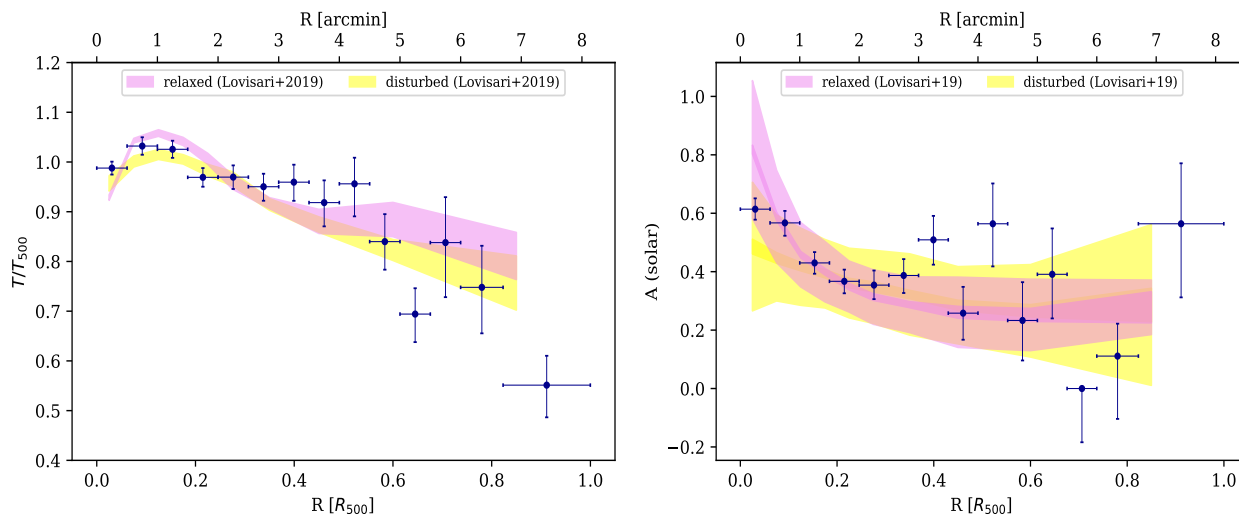 R [arcmin]
0 1 2 3 4 5 6 7 8
relaxed (Lovisari+2019) disturbed (Lovisari+2019)
1.2
1.1
1.0
0.9
0.8
0.7
0.6
0.5
0.4
T/T500
0.0 0.2 0.4 0.6 0.8 1.0
R [R500]
R [arcmin]
0 1 2 3 4 5 6 7 8
relaxed (Lovisari+19) disturbed (Lovisari+19)
1.0
0.8
0.6
0.4
0.2
0.0
−0.2
A (solar)
0.0 0.2 0.4 0.6 0.8 1.0
R [R500]